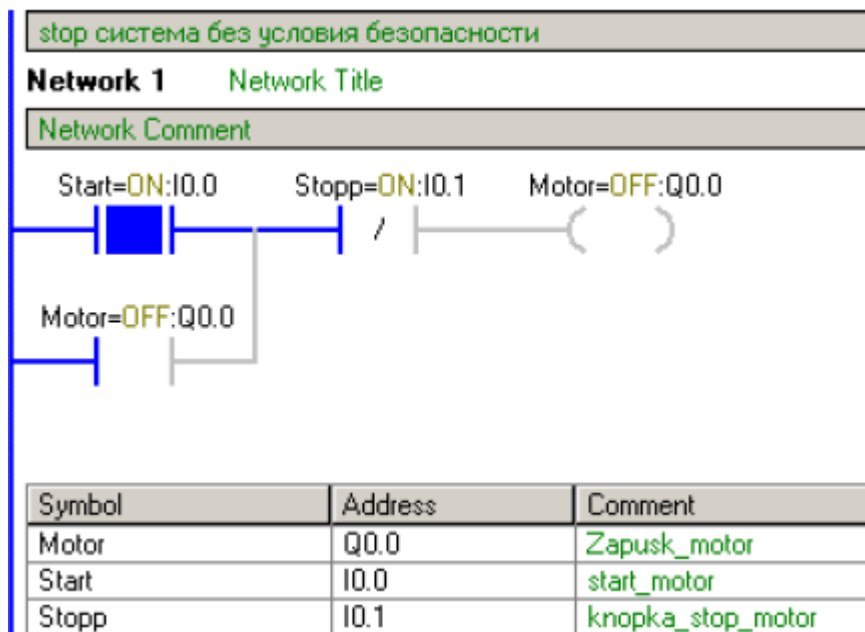 stop система без условия безопасности
Network 1 Network Title
Network Comment
Start=ON:I0.0 Stopp=ON:I0.1 Motor=OFF:Q0.0
/
Motor=OFF:Q0.0
Symbol Address Comment
Motor Q0.0 Zapusk_motor
Start I0.0 start_motor
Stopp I0.1 knopka_stop_motor